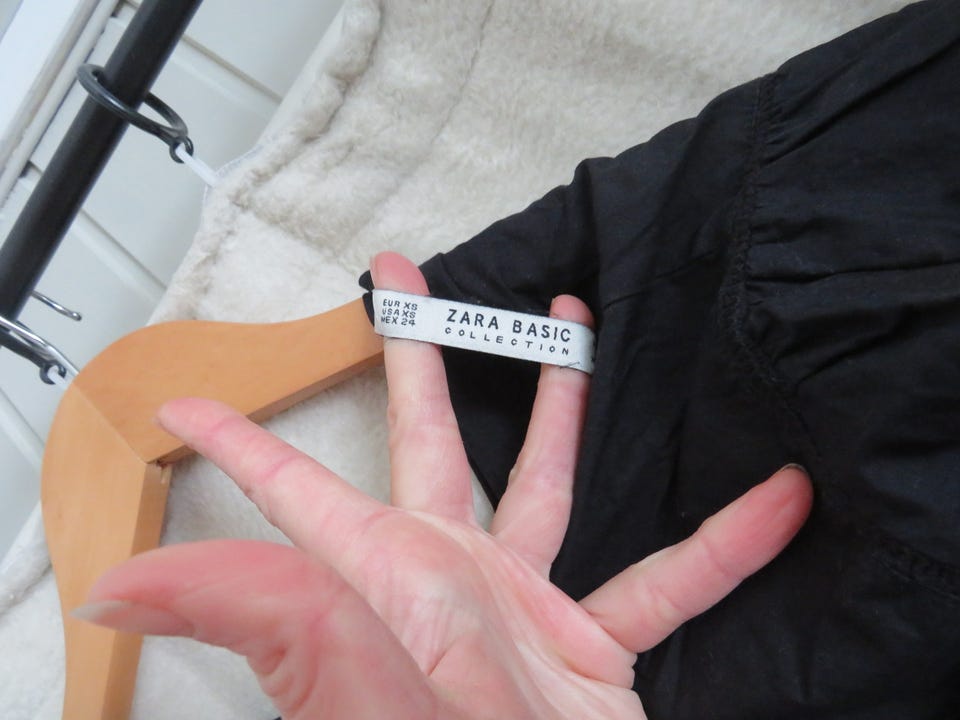 EUR XS
USA XS
MEX 24
ZARA BASIC
COLLECTION